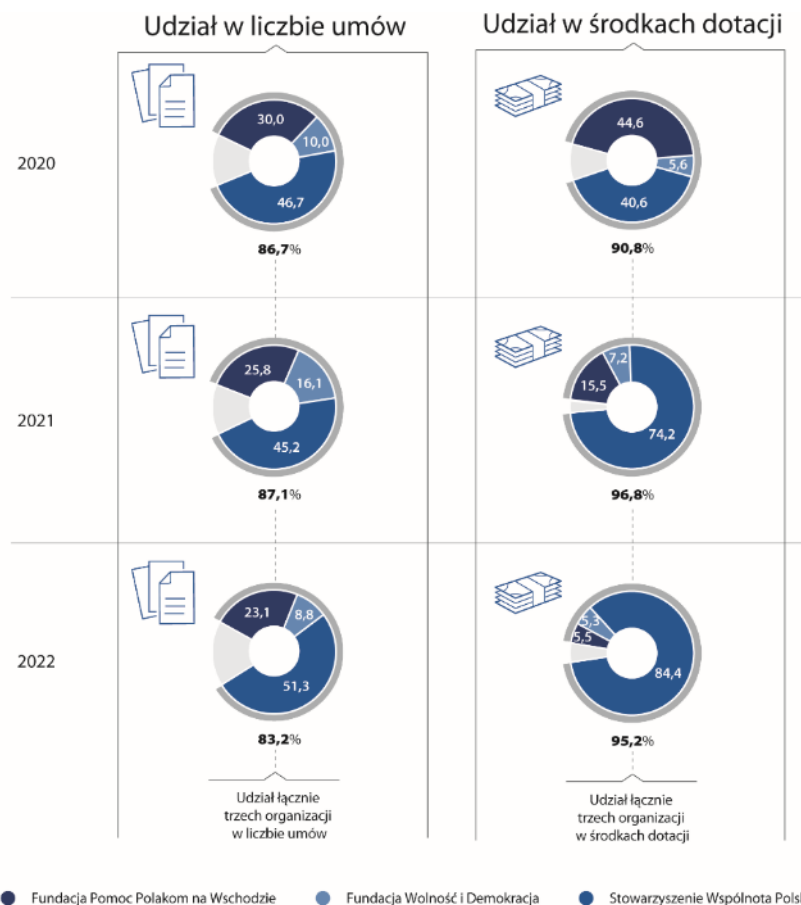 Udział w liczbie umów
Udział w środkach dotacji
2020
30,0
10,0
46,7
86,7%
44,6
5,6
40,6
90,8%
2021
25,8
16,1
45,2
87,1%
15,5
7,2
74,2
96,8%
2022
23,1
8,8
51,3
83,2%
5,5
5,3
84,4
95,2%
Udział łącznie
trzech organizacji
w liczbie umów
Udział łącznie
trzech organizacji
w środkach dotacji
Fundacja Pomoc Polakom na Wschodzie
Fundacja Wolność i Demokracja
Stowarzyszenie Wspólnota Pols